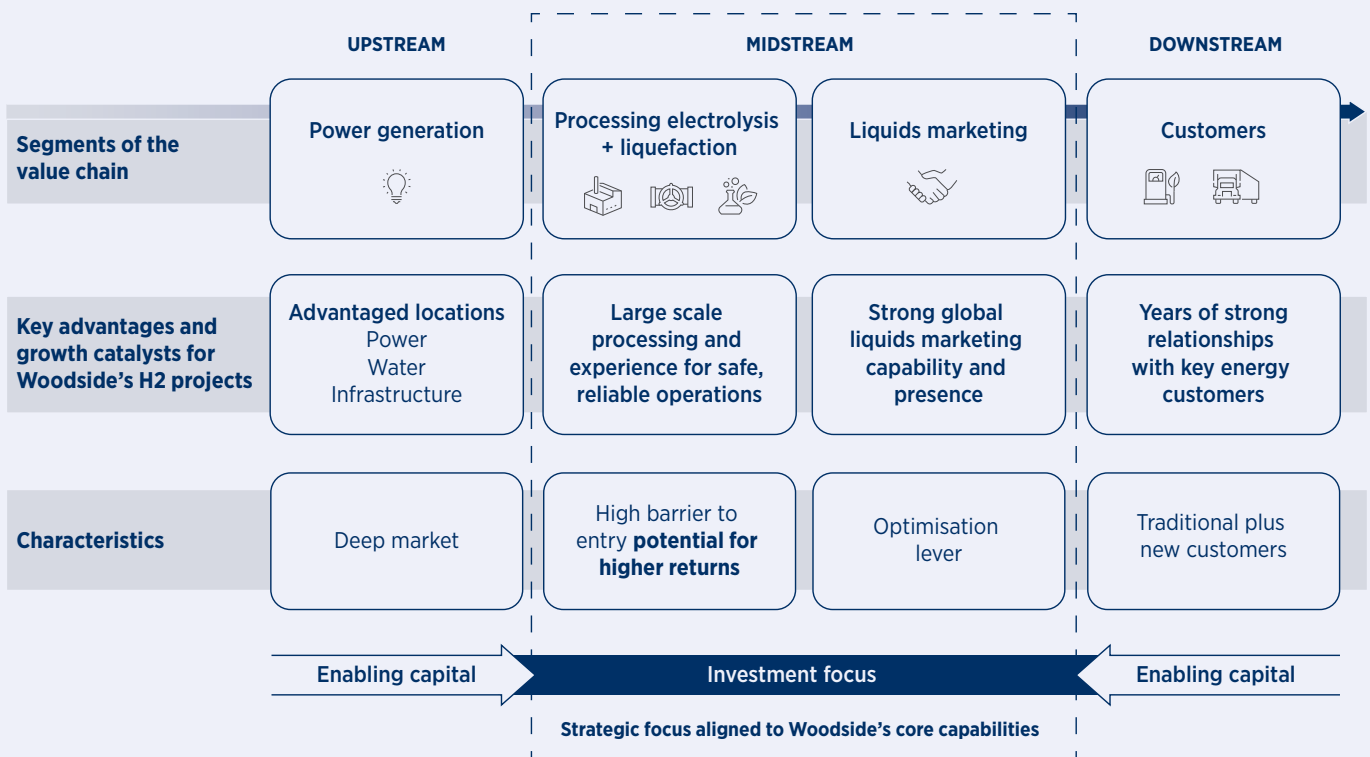 UPSTREAM
MIDSTREAM
DOWNSTREAM
Segments of the
value chain
Power generation
Processing electrolysis
+ liquefaction
Liquids marketing
Customers
Key advantages and
growth catalysts for
Woodside's H2 projects
Advantaged locations
Power
Water
Infrastructure
Large scale
processing and
experience for safe,
reliable operations
Strong global
liquids marketing
capability and
presence
Years of strong
relationships
with key energy
customers
Characteristics
Deep market
High barrier to
entry potential for
higher returns
Optimisation
lever
Traditional plus
new customers
Enabling capital
Investment focus
Enabling capital
Strategic focus aligned to Woodside's core capabilities